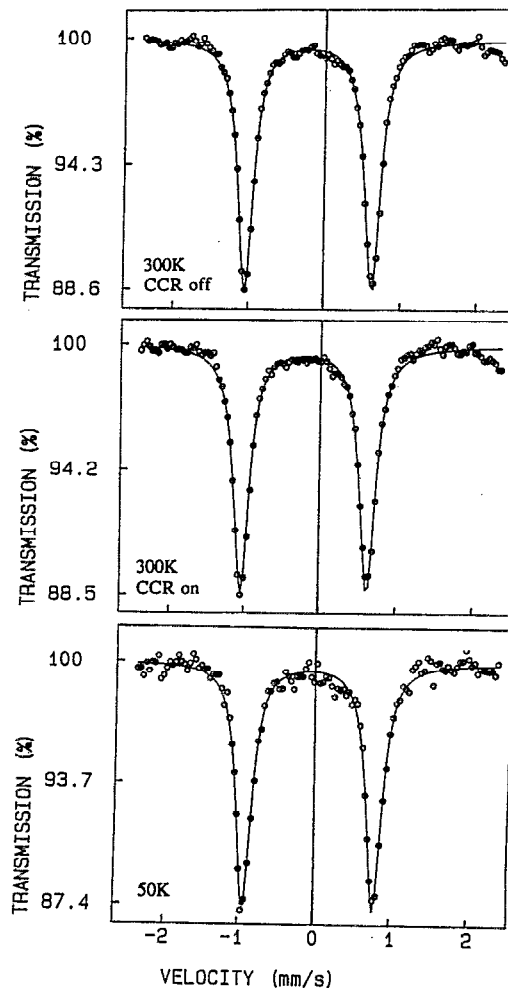 TRANSMISSION (%)
100
94.3
88.6
300K
CCR off
TRANSMISSION (%)
100
94.2
88.5
300K
CCR on
TRANSMISSION (%)
100
93.7
87.4
50K
-2 -1 0 1 2
VELOCITY (mm/s)